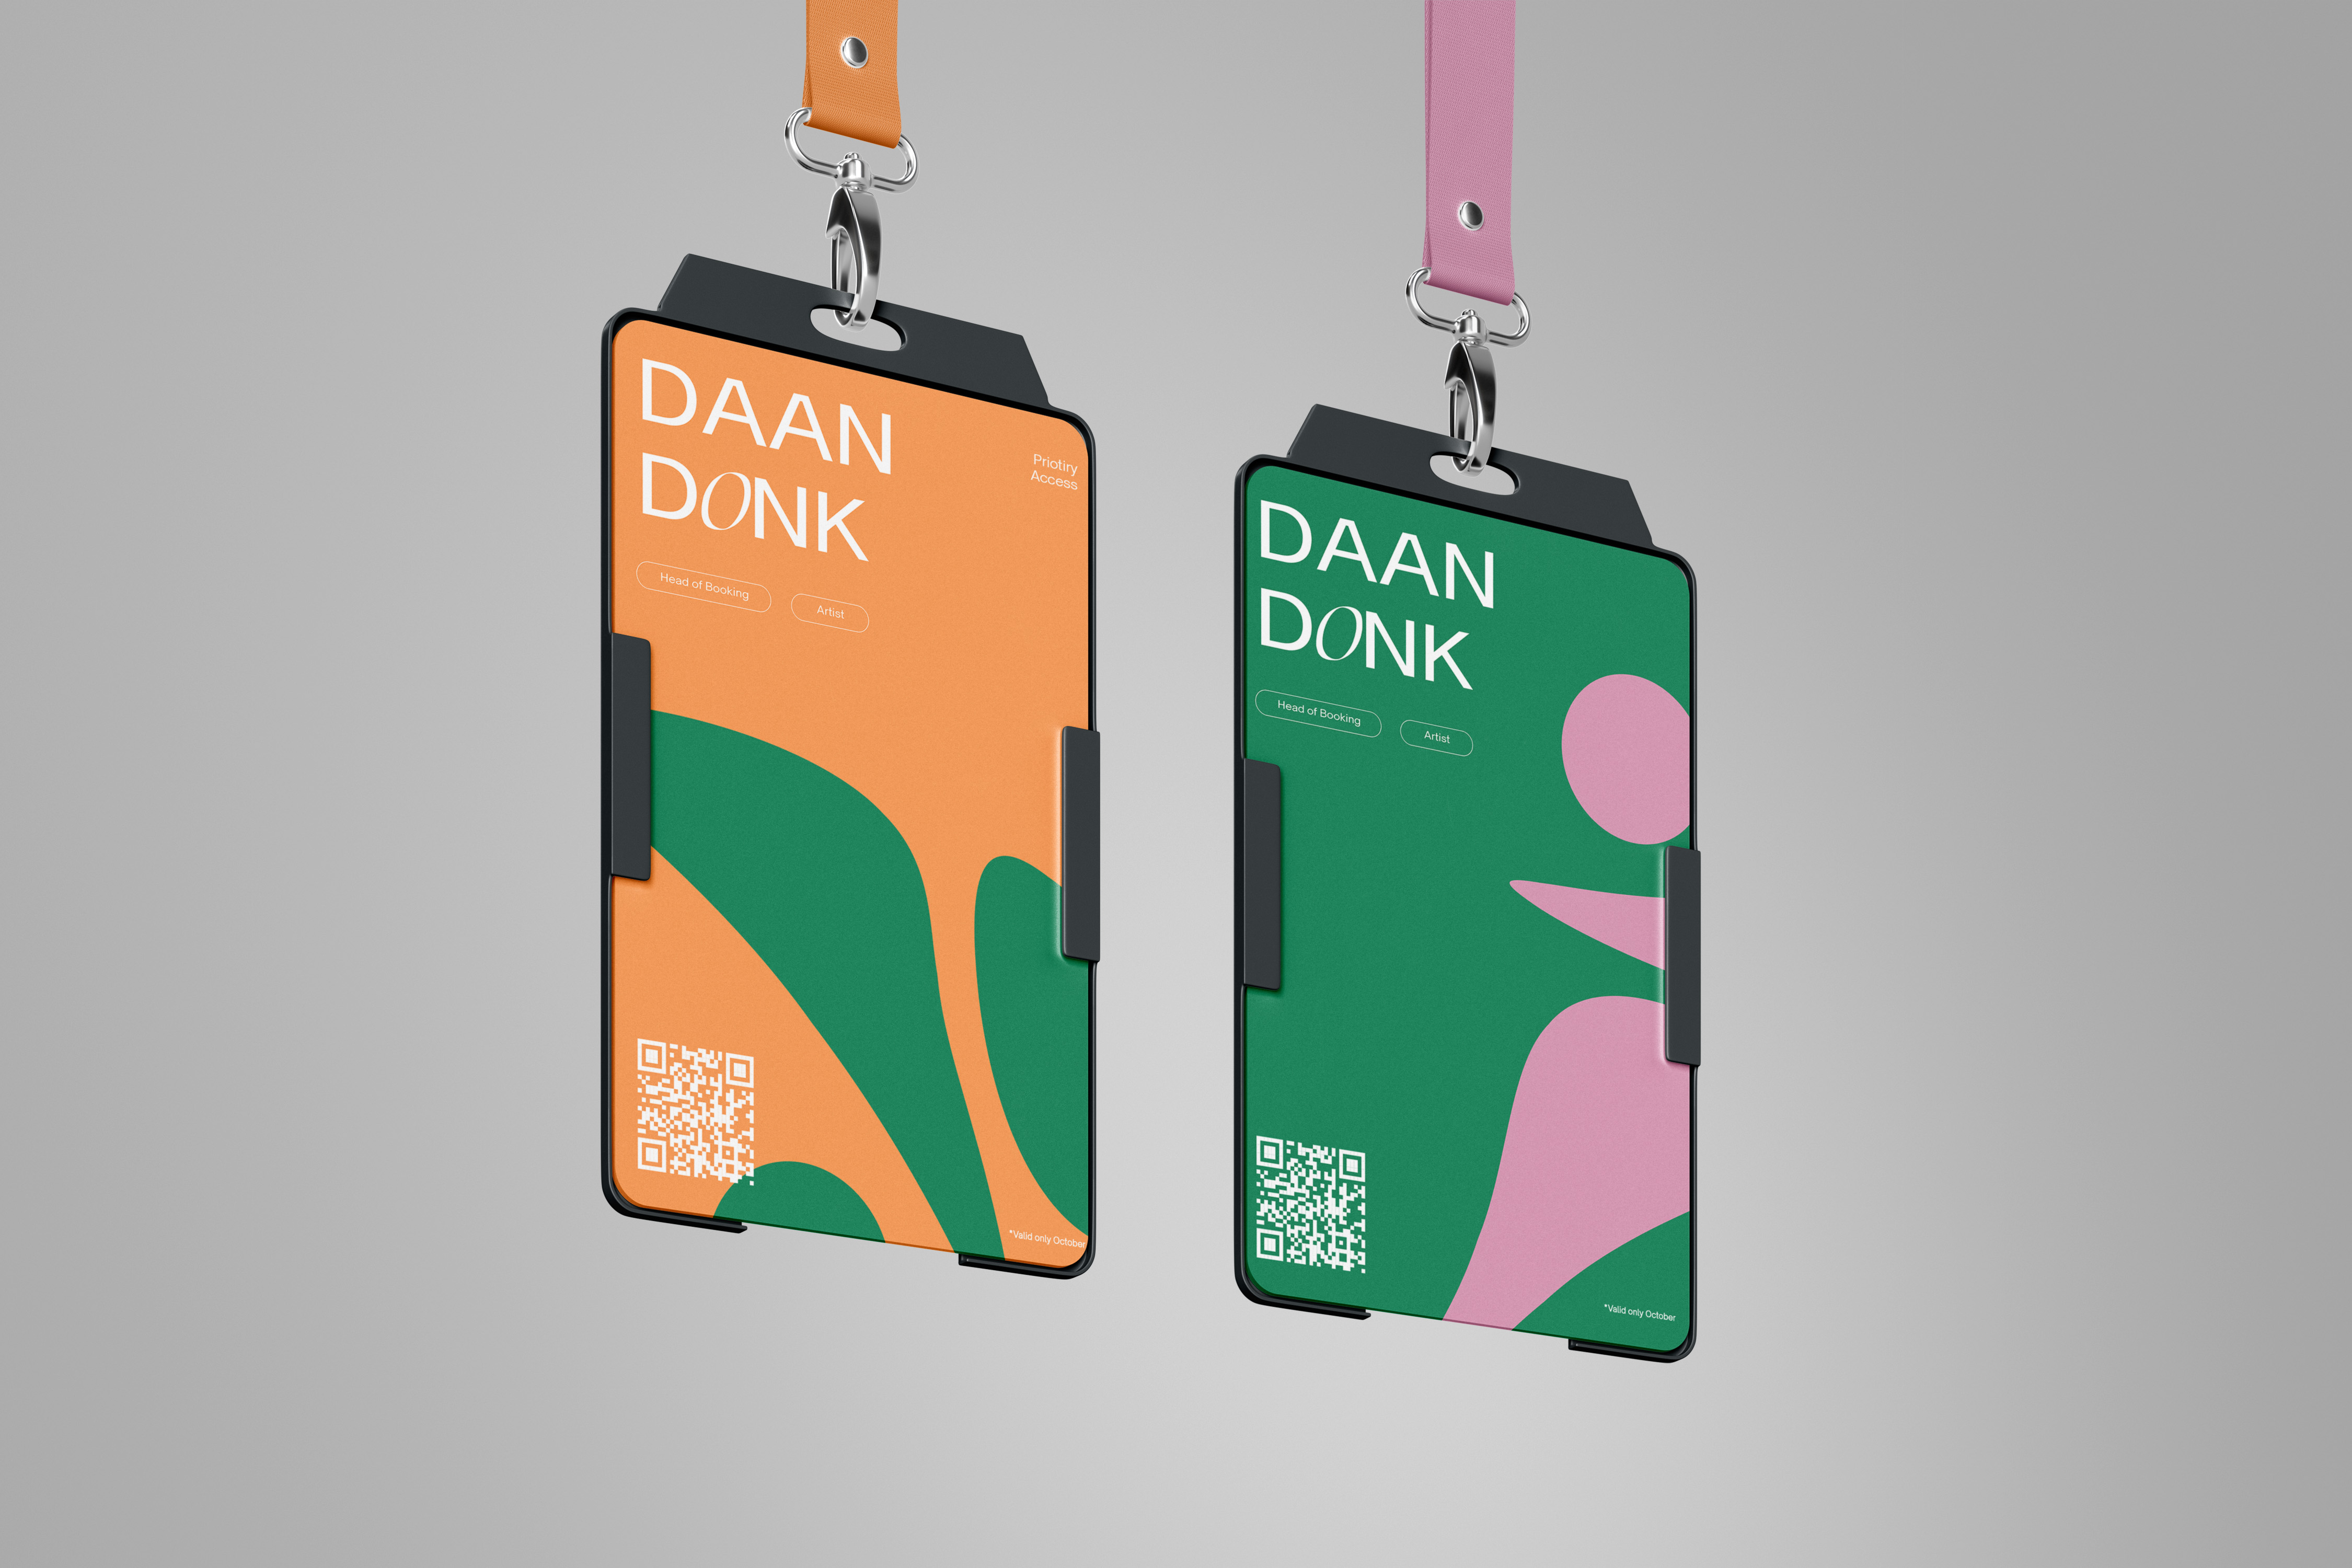 DAAN
DONK
Priotiry
Access
Head of Booking
Artist
*Valid only October
DAAN
DONK
Head of Booking
Artist
*Valid only October